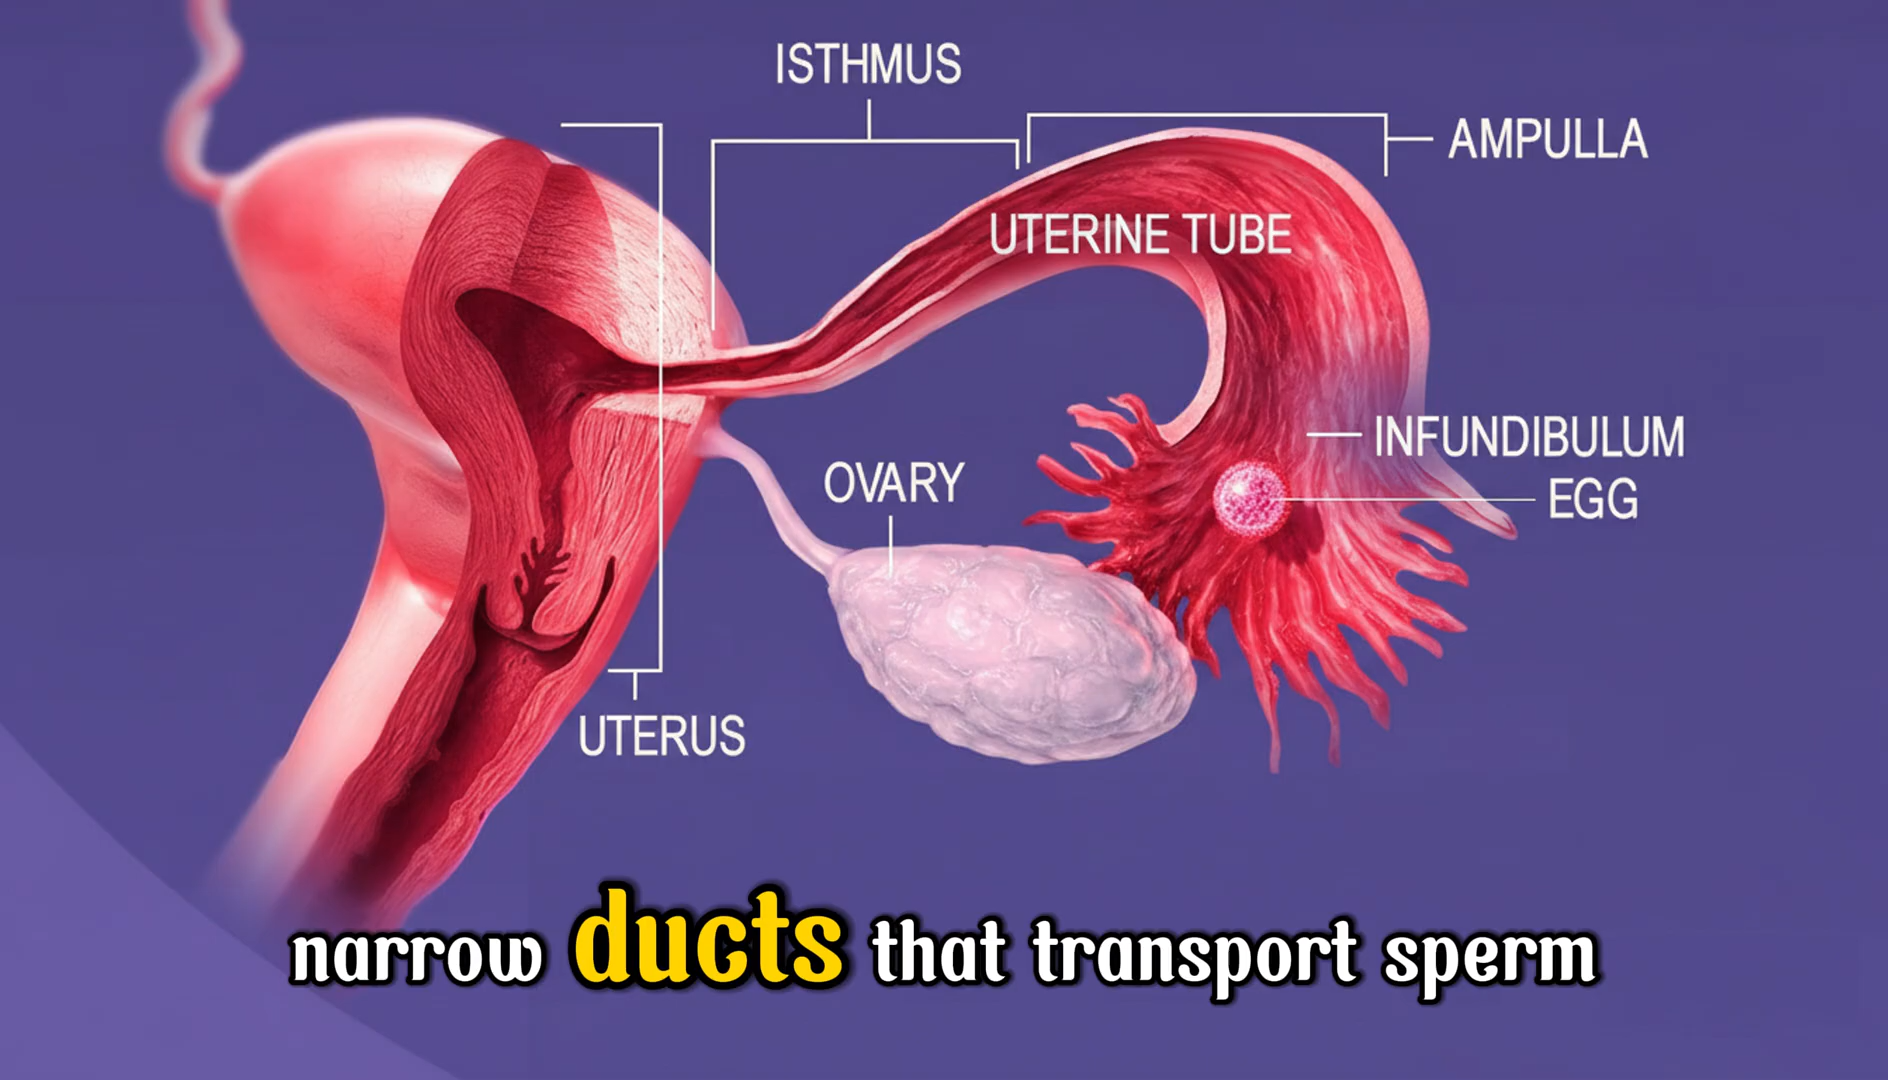 ISTHMUS
AMPULLA
UTERINE TUBE
INFUNDIBULUM
OVARY
EGG
UTERUS
narrow ducts that transport sperm